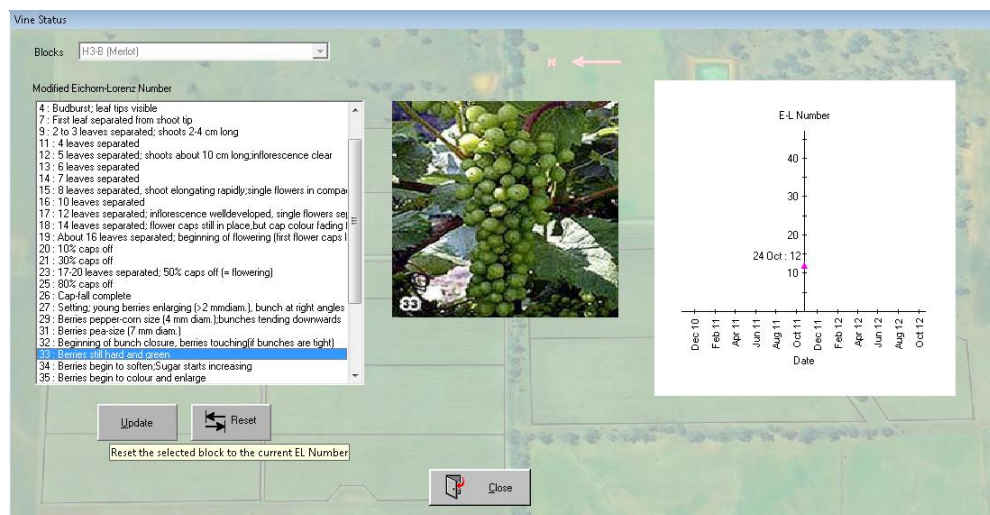 Vine Status
Blocks H3-B (Merlot)
N
Modified Eichorn-Lorenz Number
4 : Budburst; leaf tips visible
7 : First leaf separated from shoot tip
9 : 2 to 3 leaves separated; shoots 2-4 cm long
11 : 4 leaves separated
12 : 5 leaves separated; shoots about 10 cm long;inflorescence clear
13 : 6 leaves separated
14 : 7 leaves separated
15 : 8 leaves separated, shoot elongating rapidly;single flowers in compa
16 : 10 leaves separated
17 : 12 leaves separated; inflorescence welldeveloped, single flowers se
18 : 14 leaves separated; flower caps still in place,but cap colour fading
19 : About 16 leaves separated; beginning of flowering (first flower caps
20 : 10% caps off
21 : 30% caps off
23 : 17-20 leaves separated; 50% caps off (= flowering)
25 : 80% caps off
26 : Cap-fall complete
27 : Setting; young berries enlarging (>2 mmdiam.), bunch at right angles
29 : Berries pepper-corn size (4 mm diam.);bunches tending downwards
31 : Berries pea-size (7 mm diam.)
32 : Beginning of bunch closure, berries touching(if bunches are tight)
33 : Berries still hard and green
34 : Berries begin to soften;Sugar starts increasing
35 : Berries begin to colour and enlarge
33
E-L Number
40
30
20
24 Oct : 12
10
Dec 10
Feb 11
Apr 11
Jun 11
Aug 11
Oct 11
Dec 11
Feb 12
Apr 12
Jun 12
Aug 12
Oct 12
Date
Update
Reset
Reset the selected block to the current EL Number
Close